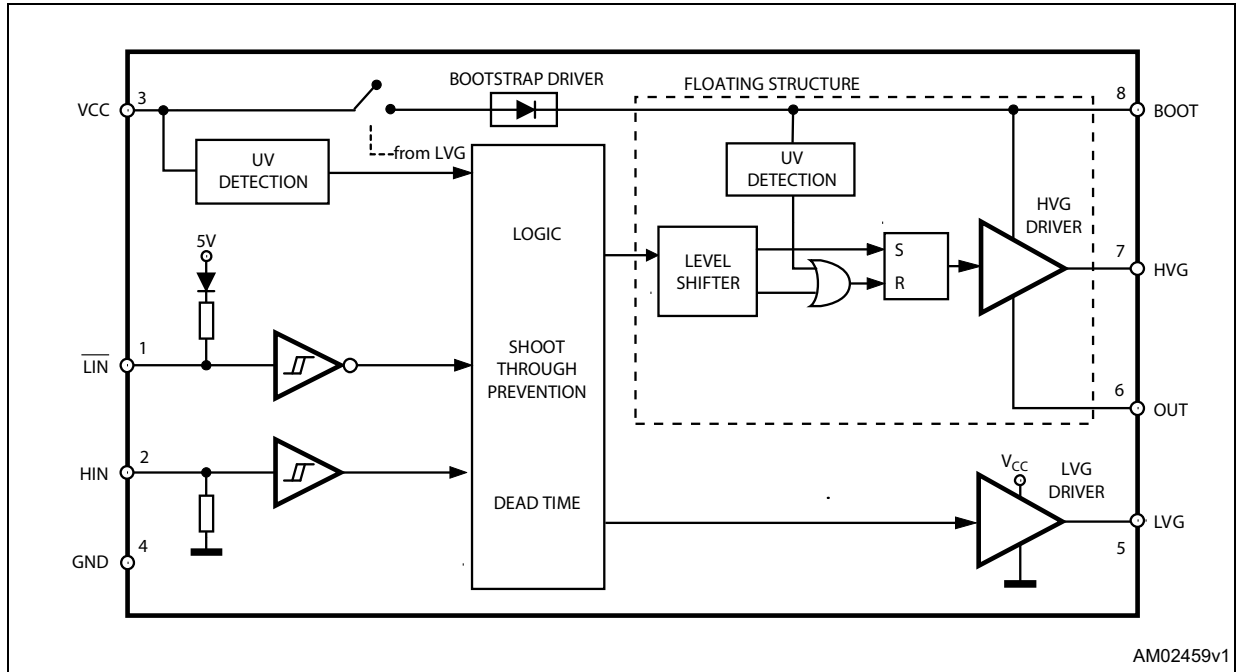 BOOTSTRAP DRIVER
FLOATING STRUCTURE
VCC
3
8
BOOT
from LVG
UV
DETECTION
UV
DETECTION
HVG
DRIVER
5V
LOGIC
LEVEL
SHIFTER
S
R
7
HVG
LIN
1
SHOOT
THROUGH
PREVENTION
6
OUT
HIN
2
DEAD TIME
VCC
LVG
DRIVER
LVG
5
GND
4
AM02459v1